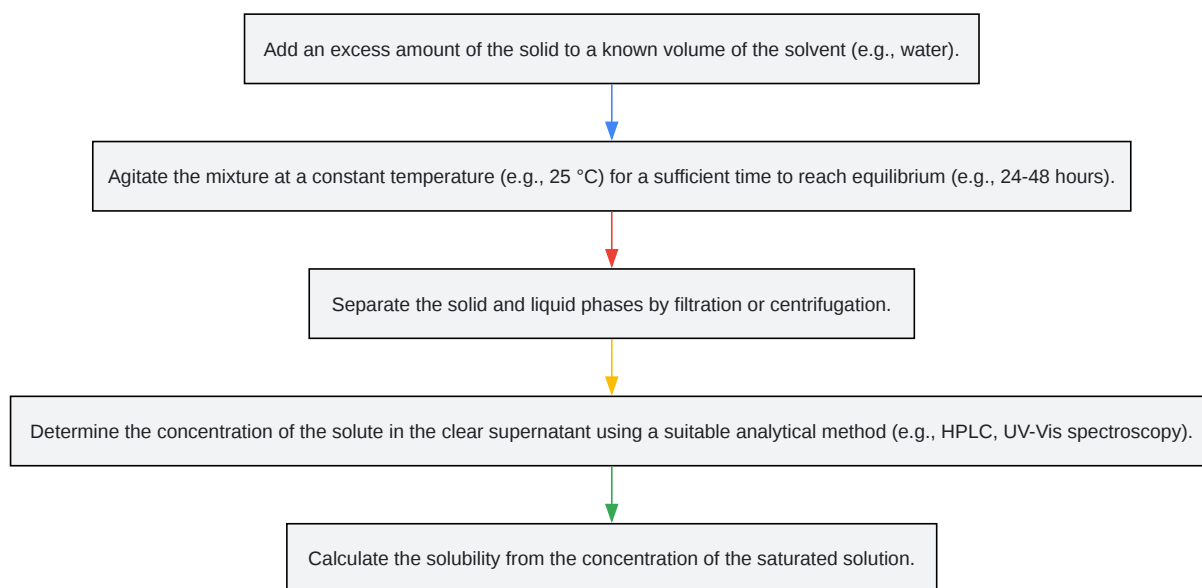 Add an excess amount of the solid to a known volume of the solvent (e.g., water).
Agitate the mixture at a constant temperature (e.g., 25 °C) for a sufficient time to reach equilibrium (e.g., 24-48 hours).
Separate the solid and liquid phases by filtration or centrifugation.
Determine the concentration of the solute in the clear supernatant using a suitable analytical method (e.g., HPLC, UV-Vis spectroscopy).
Calculate the solubility from the concentration of the saturated solution.